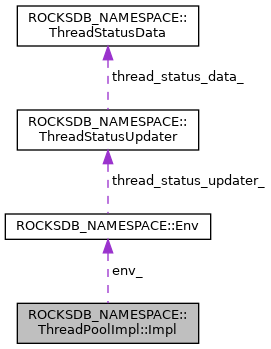 ROCKSDB_NAMESPACE::
ThreadStatusData
thread_status_data_
ROCKSDB_NAMESPACE::
ThreadStatusUpdater
thread_status_updater_
ROCKSDB_NAMESPACE::Env
env_
ROCKSDB_NAMESPACE::
ThreadPoolImpl::Impl